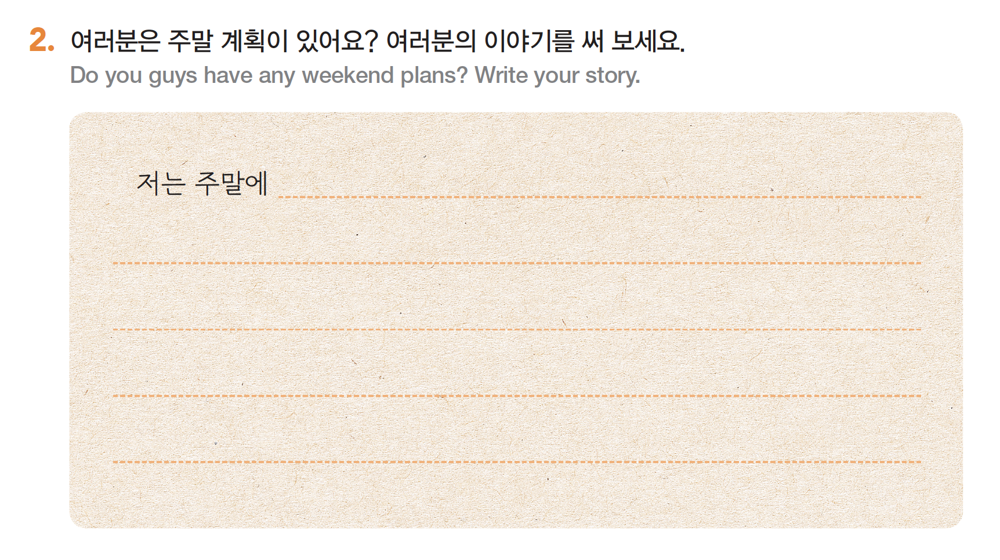 2. 여러분은 주말 계획이 있어요? 여러분의 이야기를 써 보세요.
Do you guys have any weekend plans? Write your story.
저는 주말에